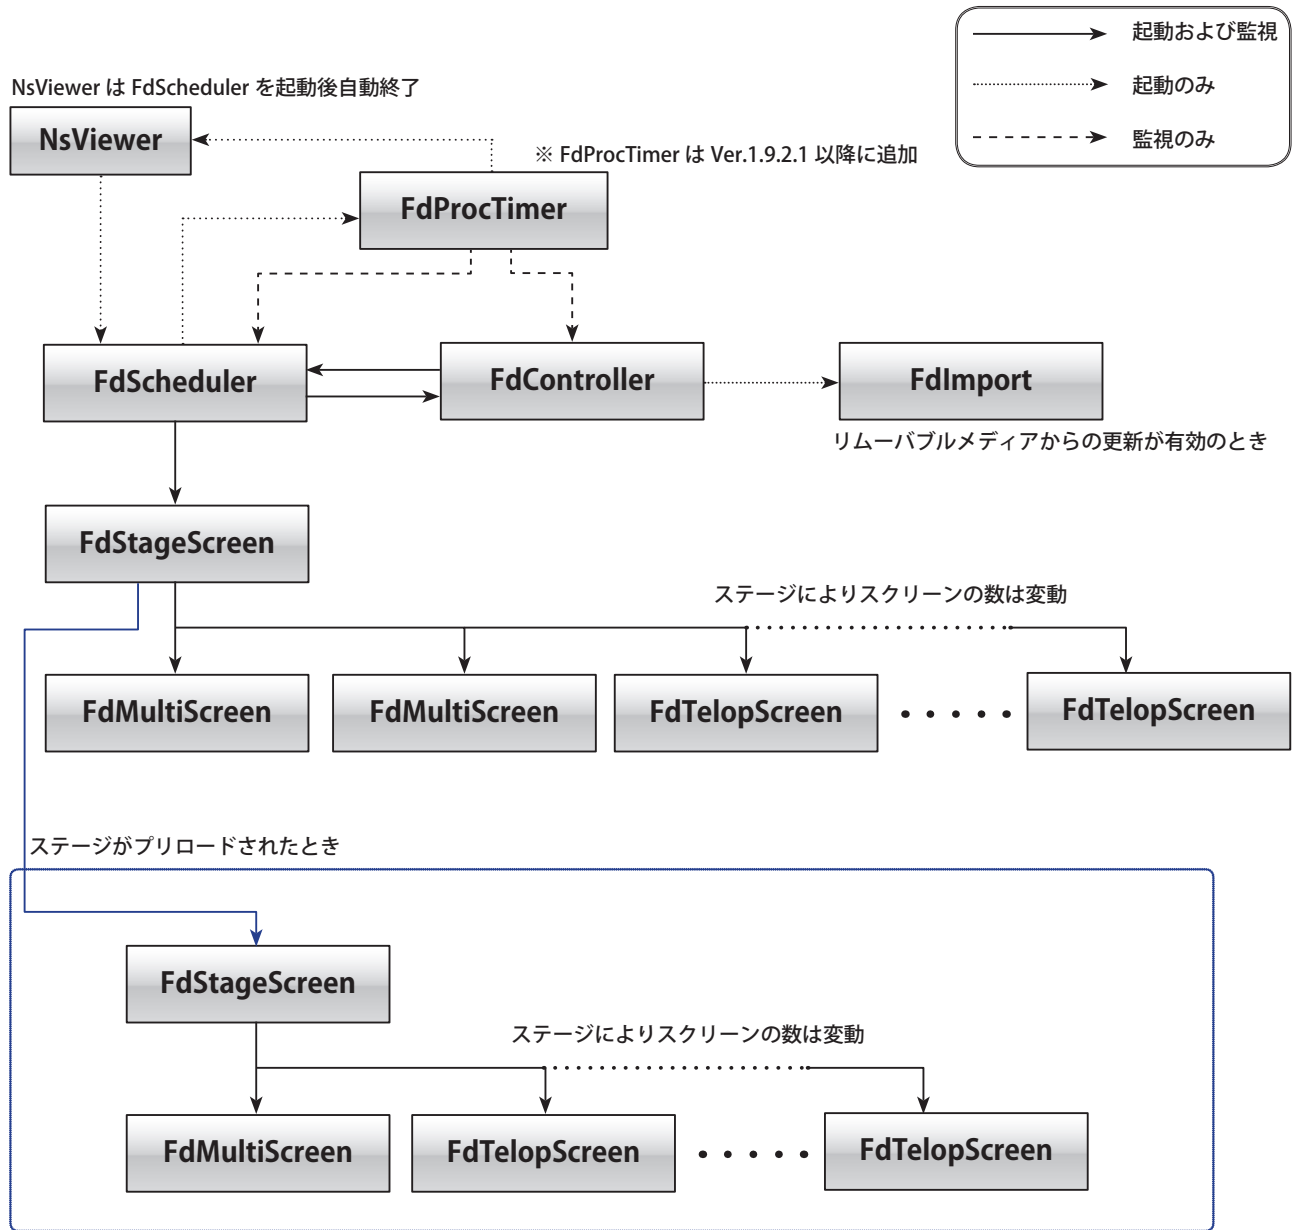 起動および監視
起動のみ
監視のみ
NsViewer は FdScheduler を起動後自動終了
NsViewer
※ FdProcTimer は Ver.1.9.2.1 以降に追加
FdProcTimer
FdScheduler
FdController
FdImport
リムーバブルメディアからの更新が有効のとき
FdStageScreen
ステージによりスクリーンの数は変動
FdMultiScreen
FdMultiScreen
FdTelopScreen
FdTelopScreen
ステージがプリロードされたとき
FdStageScreen
ステージによりスクリーンの数は変動
FdMultiScreen
FdTelopScreen
FdTelopScreen